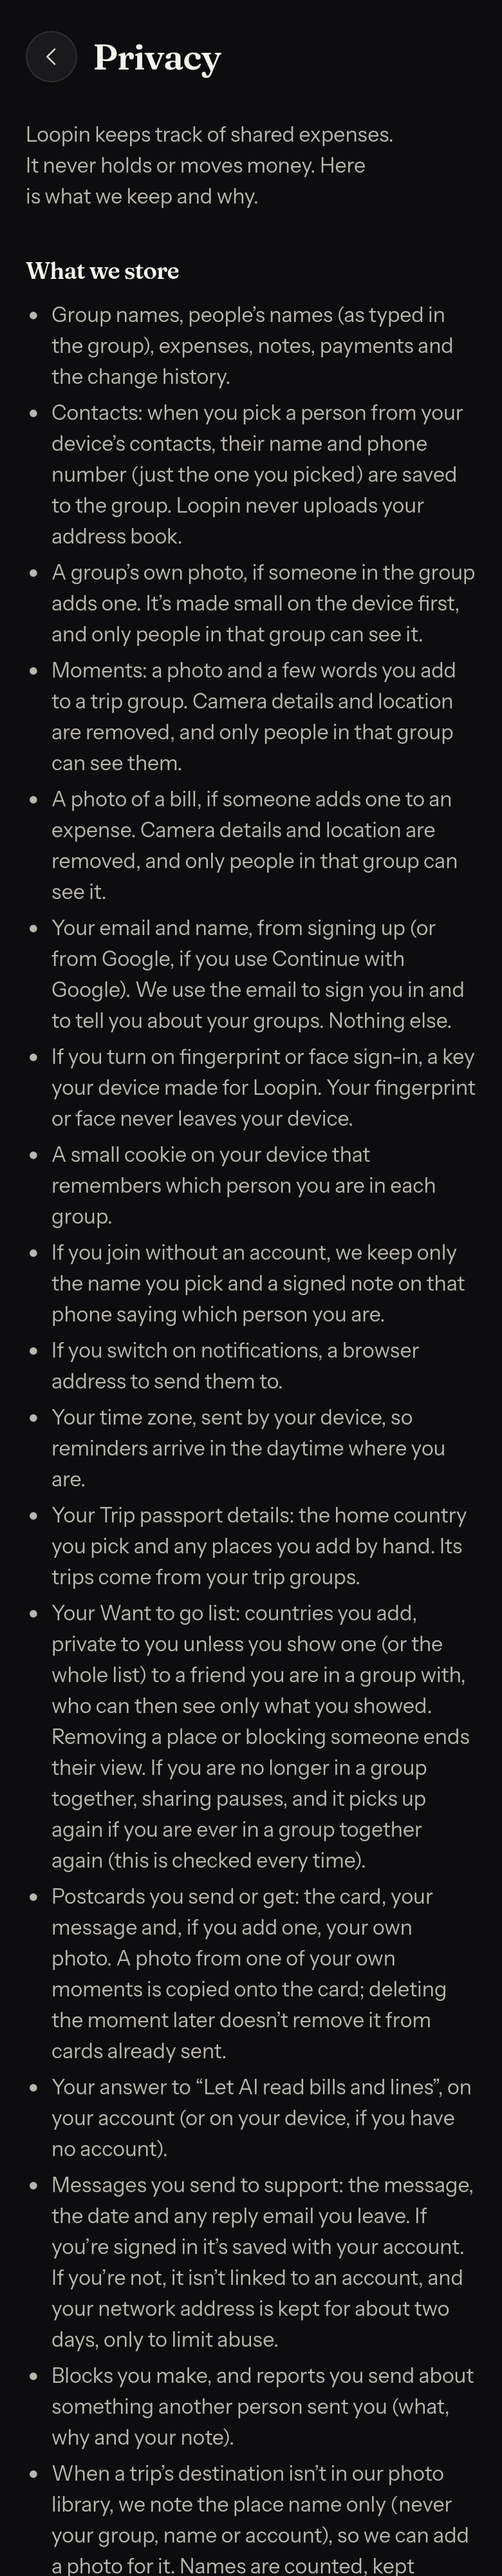 Privacy
Loopin keeps track of shared expenses.
It never holds or moves money. Here
is what we keep and why.
What we store
• Group names, people’s names (as typed in
the group), expenses, notes, payments and
the change history.
• Contacts: when you pick a person from your
device’s contacts, their name and phone
number (just the one you picked) are saved
to the group. Loopin never uploads your
address book.
• A group’s own photo, if someone in the group
adds one. It’s made small on the device first,
and only people in that group can see it.
• Moments: a photo and a few words you add
to a trip group. Camera details and location
are removed, and only people in that group
can see them.
• A photo of a bill, if someone adds one to an
expense. Camera details and location are
removed, and only people in that group can
see it.
• Your email and name, from signing up (or
from Google, if you use Continue with
Google). We use the email to sign you in and
to tell you about your groups. Nothing else.
• If you turn on fingerprint or face sign-in, a key
your device made for Loopin. Your fingerprint
or face never leaves your device.
• A small cookie on your device that
remembers which person you are in each
group.
• If you join without an account, we keep only
the name you pick and a signed note on that
phone saying which person you are.
• If you switch on notifications, a browser
address to send them to.
• Your time zone, sent by your device, so
reminders arrive in the daytime where you
are.
• Your Trip passport details: the home country
you pick and any places you add by hand. Its
trips come from your trip groups.
• Your Want to go list: countries you add,
private to you unless you show one (or the
whole list) to a friend you are in a group with,
who can then see only what you showed.
Removing a place or blocking someone ends
their view. If you are no longer in a group
together, sharing pauses, and it picks up
again if you are ever in a group together
again (this is checked every time).
• Postcards you send or get: the card, your
message and, if you add one, your own
photo. A photo from one of your own
moments is copied onto the card; deleting
the moment later doesn’t remove it from
cards already sent.
• Your answer to “Let AI read bills and lines”, on
your account (or on your device, if you have
no account).
• Messages you send to support: the message,
the date and any reply email you leave. If
you’re signed in it’s saved with your account.
If you’re not, it isn’t linked to an account, and
your network address is kept for about two
days, only to limit abuse.
• Blocks you make, and reports you send about
something another person sent you (what,
why and your note).
• When a trip’s destination isn’t in our photo
library, we note the place name only (never
your group, name or account), so we can add
a photo for it. Names are counted, kept